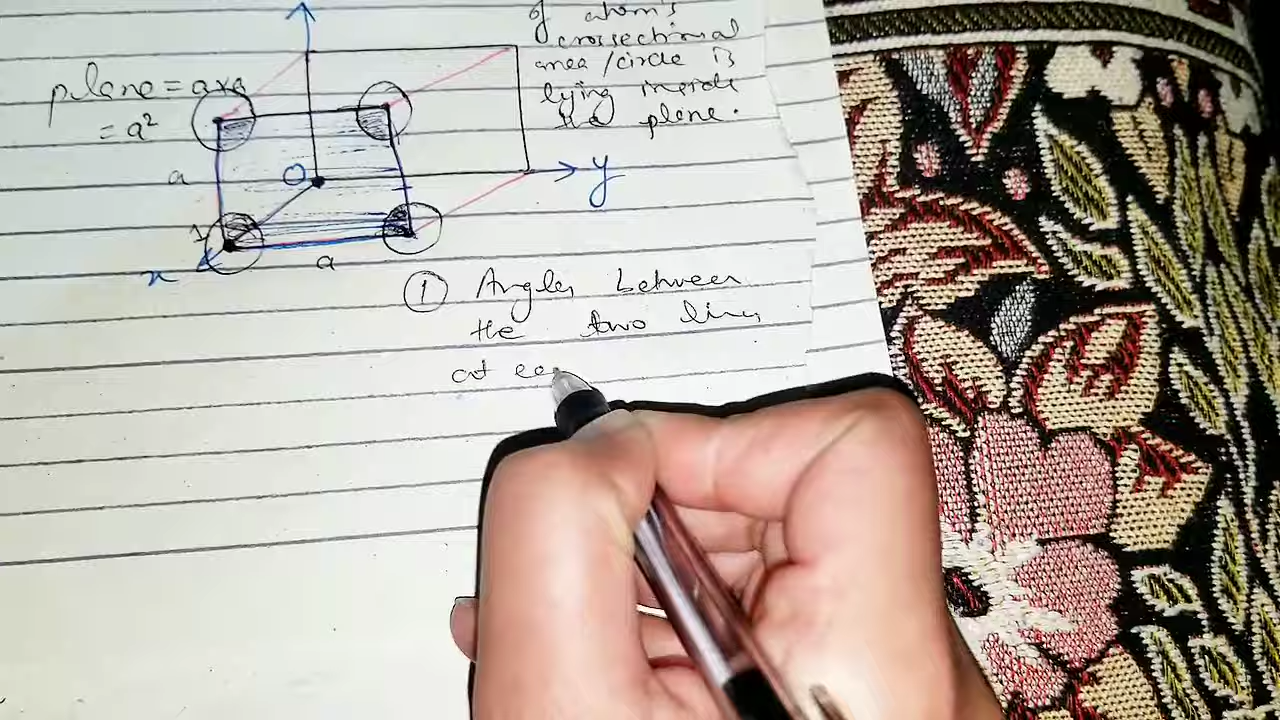 of atom's
crossectional
area/circle is
lying inside
the plane.
plane = axa
= a²
a
O
y
x
a
① Angles between
the two lines
at ea